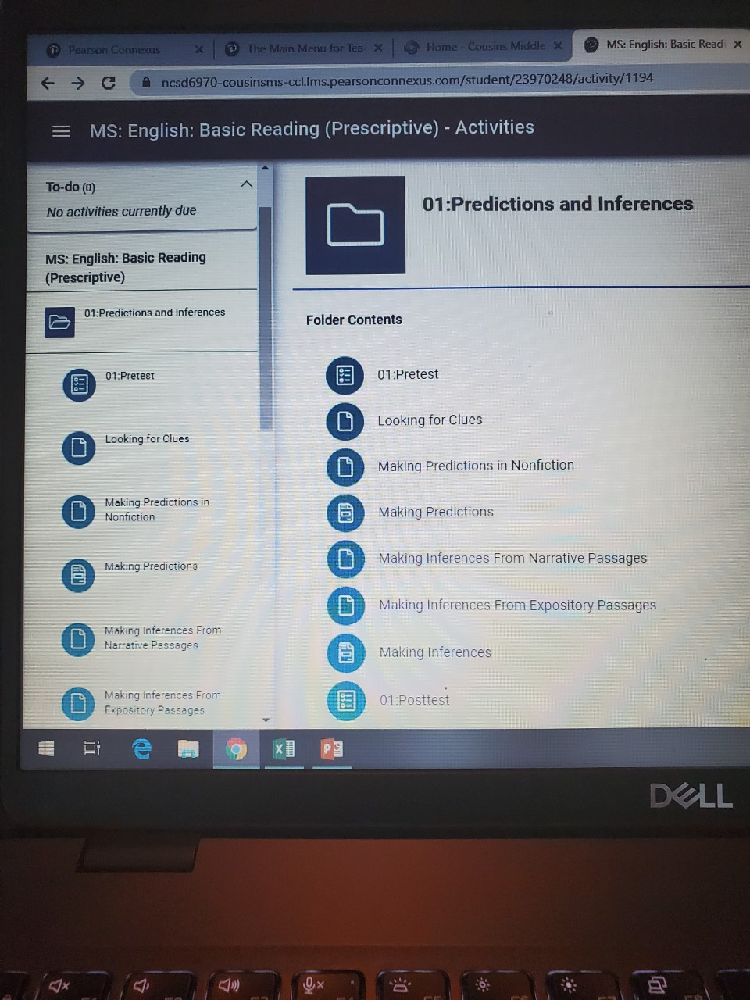 Pearson Connexus
The Main Menu for Tea
Home - Cousins Middle
MS: English: Basic Read
ncsd6970-cousinsms-ccl.lms.pearsonconnexus.com/student/23970248/activity/1194
MS: English: Basic Reading (Prescriptive) - Activities
To-do (0)
No activities currently due
MS: English: Basic Reading
(Prescriptive)
01:Predictions and Inferences
01:Pretest
Looking for Clues
Making Predictions in
Nonfiction
Making Predictions
Making Inferences From
Narrative Passages
Making Inferences From
Expository Passages
01:Predictions and Inferences
Folder Contents
01:Pretest
Looking for Clues
Making Predictions in Nonfiction
Making Predictions
Making Inferences From Narrative Passages
Making Inferences From Expository Passages
Making Inferences
01:Posttest
DELL